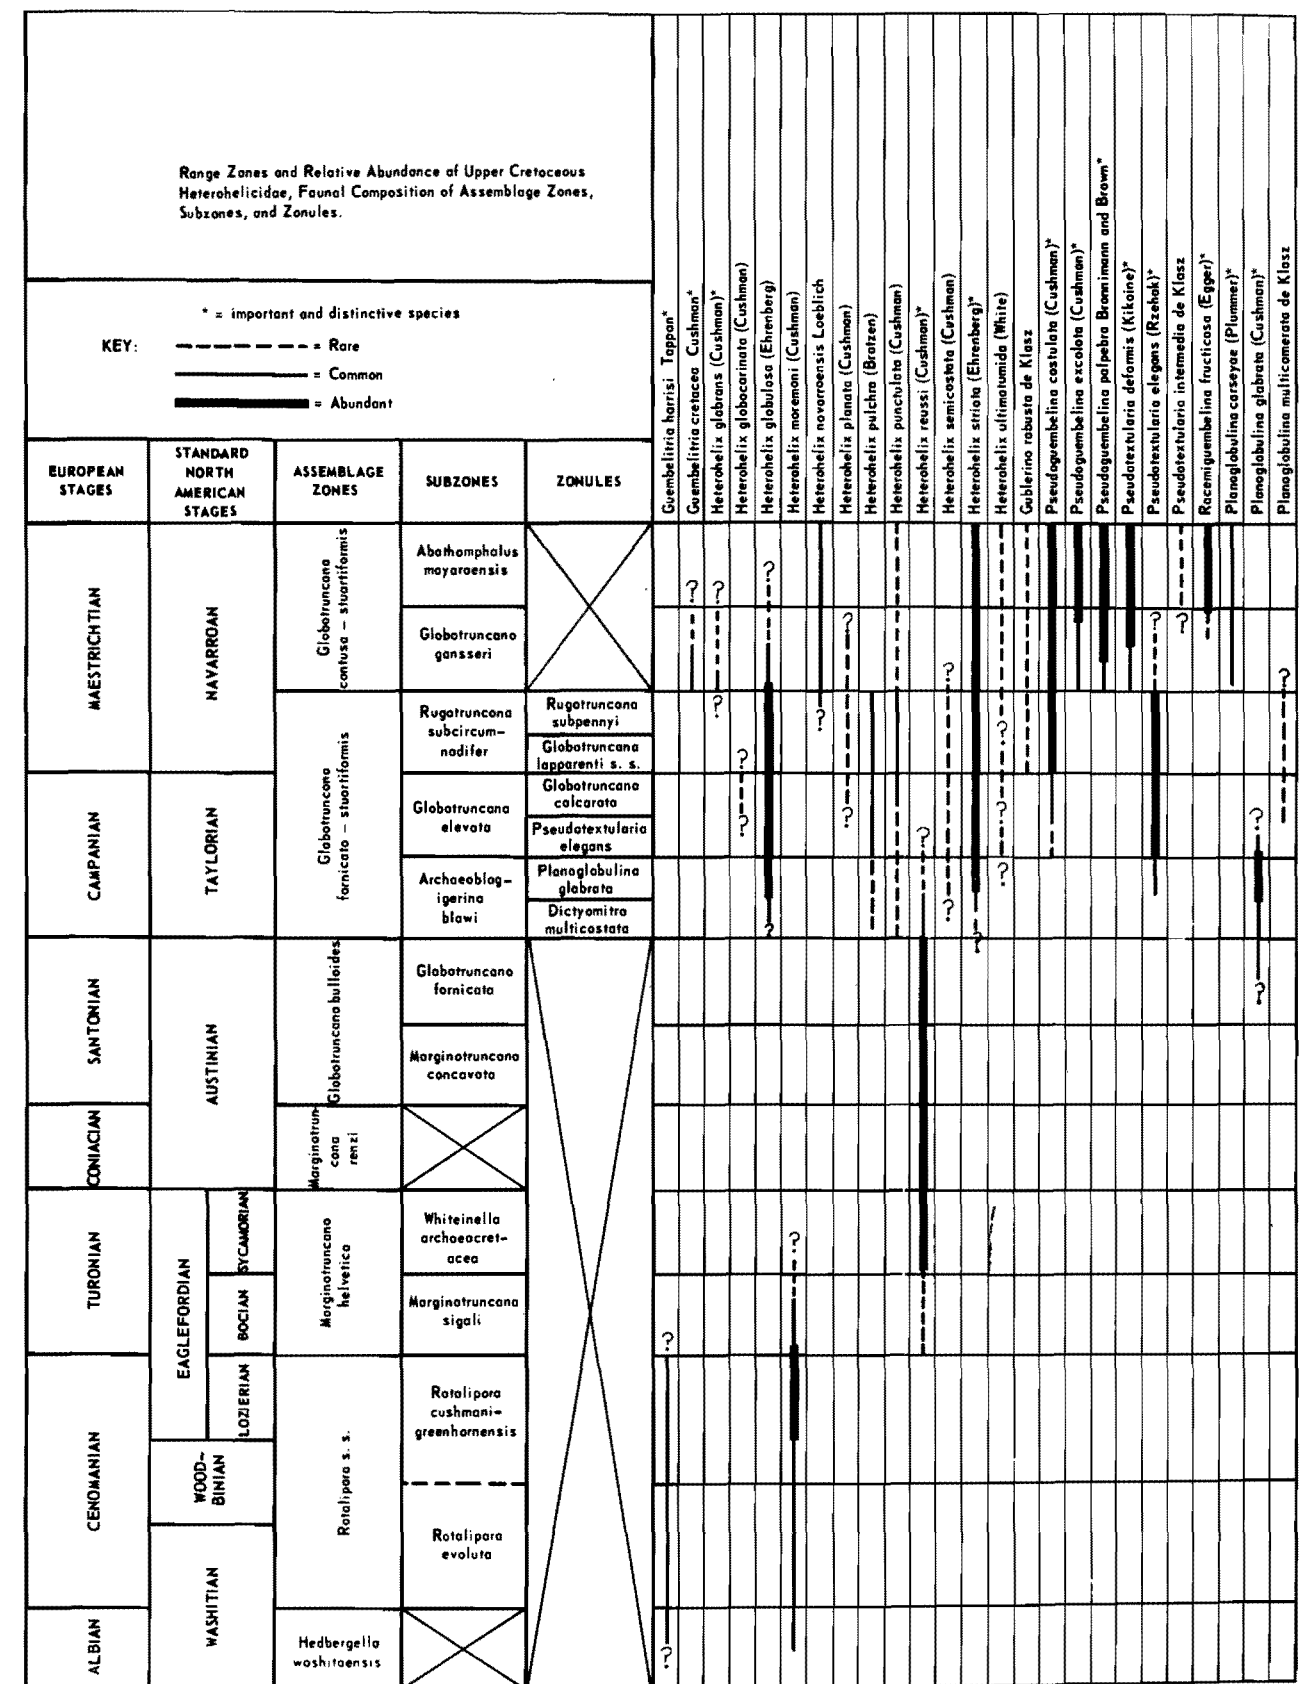 Range Zones and Relative Abundance of Upper Cretaceous
Heterohelicidae, Faunal Composition of Assemblage Zones,
Subzones, and Zonules.
* = important and distinctive species
KEY:
= Rare
= Common
= Abundant
Guembelitria harrisi Tappan*
Guembelitria cretacea Cushman*
Heterohelix glabrans (Cushman)*
Heterohelix globocarinata (Cushman)
Heterohelix globulosa (Ehrenberg)
Heterohelix moremani (Cushman)
Heterohelix navarroensis Loeblich
Heterohelix planata (Cushman)
Heterohelix pulchra (Brotzen)
Heterohelix punctulata (Cushman)
Heterohelix reussi (Cushman)*
Heterohelix semicostata (Cushman)
Heterohelix striata (Ehrenberg)*
Heterohelix ultimatumida (White)
Gublerina robusta de Klasz
Pseudoguembelina costulata (Cushman)*
Pseudoguembelina excolata (Cushman)*
Pseudoguembelina palpebra Bronnimann and Brown*
Pseudotextularia deformis (Kikoine)*
Pseudotextularia elegans (Rzehak)*
Pseudotextularia intermedia de Klasz
Racemiguembelina fructicosa (Egger)*
Planoglobulina carseyae (Plummer)*
Planoglobulina glabrata (Cushman)*
Planoglobulina multicamerata de Klasz
EUROPEAN
STAGES
STANDARD
NORTH
AMERICAN
STAGES
ASSEMBLAGE
ZONES
SUBZONES
ZONULES
MAESTRICHTIAN
CAMPANIAN
SANTONIAN
CONIACIAN
TURONIAN
CENOMANIAN
ALBIAN
NAVARROAN
TAYLORIAN
AUSTINIAN
EAGLEFORDIAN
SYCAMORIAN
BOCIAN
LOZIERIAN
WOOD-
BINIAN
WASHITIAN
Globotruncana
contusa – stuartiformis
Globotruncana
fornicata – stuartiformis
Globotruncana bulloides
Marginotrun-
cana
renzi
Marginotruncana
helvetica
Rotalipora s. s.
Hedbergella
washitaensis
Abathomphalus
mayaroensis
Globotruncana
gansseri
Rugotruncana
subcircum-
nodifer
Globotruncana
elevata
Archaeoglob-
igerina
blowi
Globotruncana
fornicata
Marginotruncana
concavata
Whiteinella
archaeocret-
acea
Marginotruncana
sigali
Rotalipora
cushmani-
greenhornensis
Rotalipora
evoluta
Rugotruncana
subpennyi
Globotruncana
lapparenti s. s.
Globotruncana
calcarata
Pseudotextularia
elegans
Planoglobulina
glabrata
Dictyomitra
multicostata